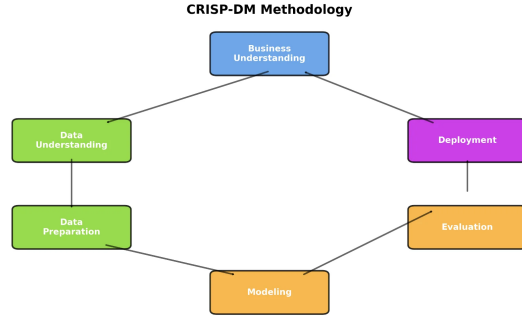 CRISP-DM Methodology
Business
Understanding
Data
Understanding
Deployment
Data
Preparation
Evaluation
Modeling